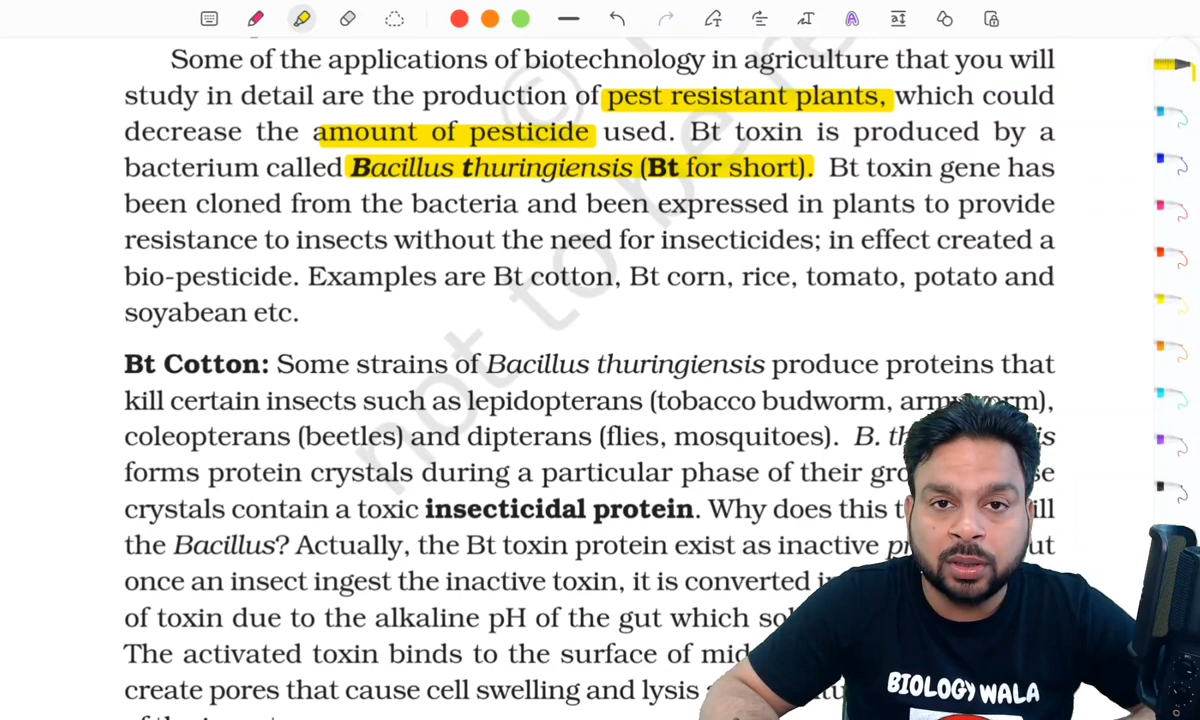 Some of the applications of biotechnology in agriculture that you will
study in detail are the production of pest resistant plants, which could
decrease the amount of pesticide used. Bt toxin is produced by a
bacterium called Bacillus thuringiensis (Bt for short). Bt toxin gene has
been cloned from the bacteria and been expressed in plants to provide
resistance to insects without the need for insecticides; in effect created a
bio-pesticide. Examples are Bt cotton, Bt corn, rice, tomato, potato and
soyabean etc.
Bt Cotton: Some strains of Bacillus thuringiensis produce proteins that
kill certain insects such as lepidopterans (tobacco budworm, armyworm),
coleopterans (beetles) and dipterans (flies, mosquitoes). B.
forms protein crystals during a particular phase of their
crystals contain a toxic insecticidal protein. Why does this
the Bacillus? Actually, the Bt toxin protein exist as inactive
once an insect ingest the inactive toxin, it is converted
of toxin due to the alkaline pH of the gut which
The activated toxin binds to the surface of
create pores that cause cell swelling and lysis
BIOLOGY WALA
© not to be re